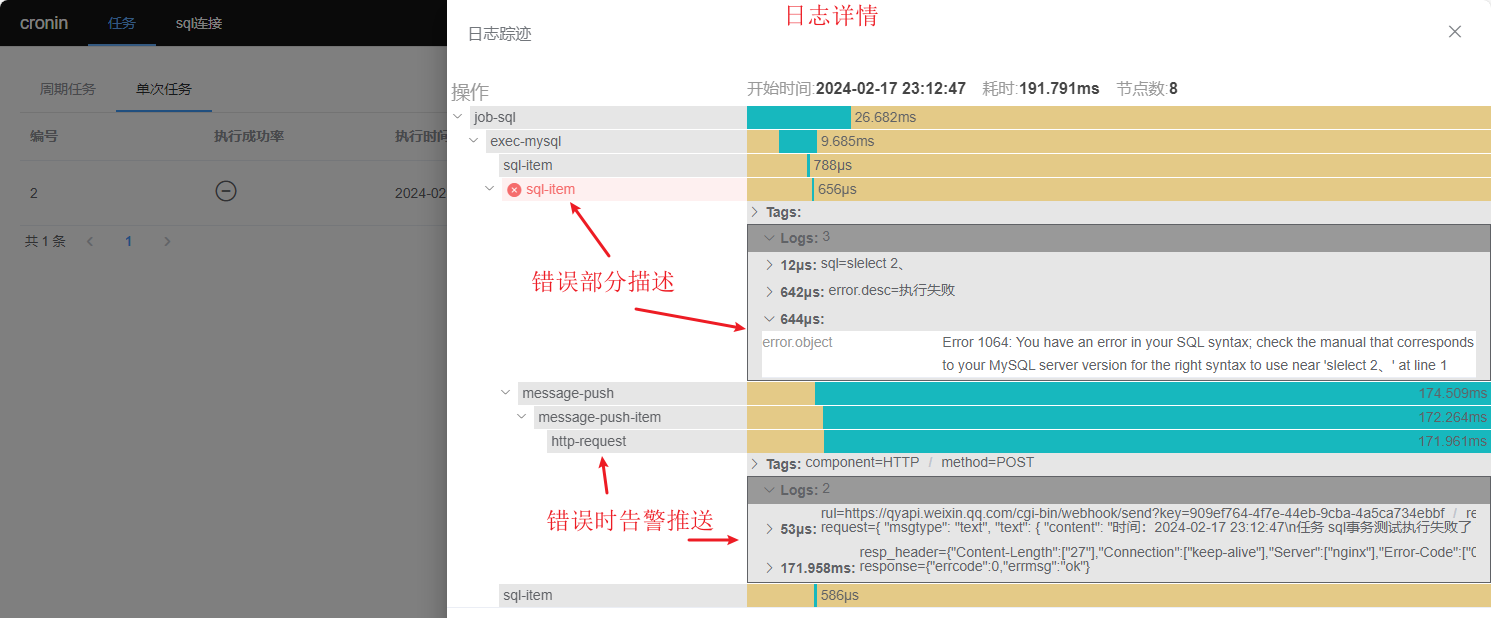 cronin 任务 sql连接
日志详情
日志踪迹
周期任务 单次任务
编号 执行成功率 执行时间
2 2024-02
共 1 条 1
操作 开始时间:2024-02-17 23:12:47 耗时:191.791ms 节点数:8
job-sql 26.682ms
exec-mysql 9.685ms
sql-item 788μs
sql-item 656μs
Tags:
Logs: 3
12μs: sql=slelect 2、
错误部分描述
642μs: error.desc=执行失败
644μs:
error.object Error 1064: You have an error in your SQL syntax; check the manual that corresponds
to your MySQL server version for the right syntax to use near 'slelect 2、' at line 1
message-push 174.509ms
message-push-item 172.264ms
http-request 171.961ms
Tags: component=HTTP / method=POST
Logs: 2
错误时告警推送
rul=https://qyapi.weixin.qq.com/cgi-bin/webhook/send?key=909ef764-4f7e-44eb-9cba-4a5ca734ebbf / re
53μs: request={ "msgtype": "text", "text": { "content": "时间：2024-02-17 23:12:47\n任务 sql事务测试执行失败了
resp_header={"Content-Length":["27"],"Connection":["keep-alive"],"Server":["nginx"],"Error-Code":["0
171.958ms: response={"errcode":0,"errmsg":"ok"}
sql-item 586μs